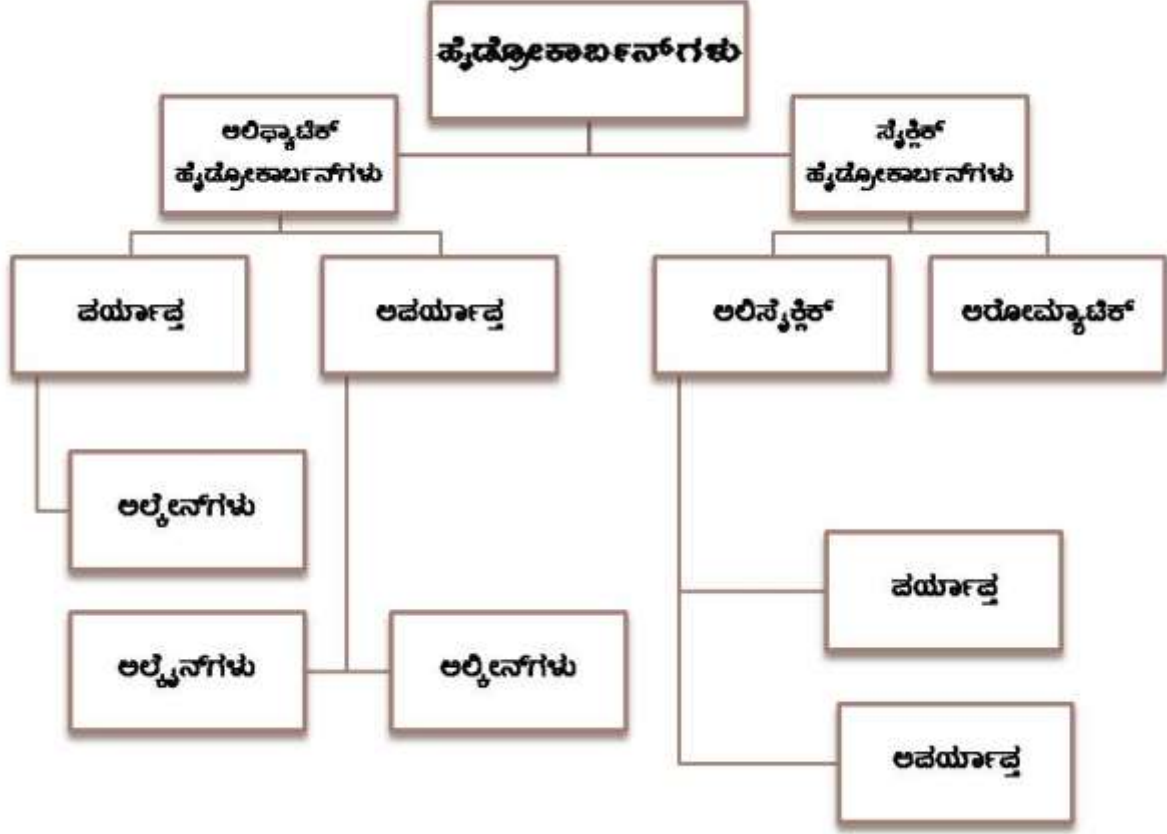 ಹೈಡ್ರೋಕಾರ್ಬನ್‌ಗಳು
ಅಲಿಫ್ಯಾಟಿಕ್
ಹೈಡ್ರೋಕಾರ್ಬನ್‌ಗಳು
ಸೈಕ್ಲಿಕ್
ಹೈಡ್ರೋಕಾರ್ಬನ್‌ಗಳು
ಪರ್ಯಾಪ್ತ
ಅಪರ್ಯಾಪ್ತ
ಅಲಿಸೈಕ್ಲಿಕ್
ಅರೋಮ್ಯಾಟಿಕ್
ಅಲ್ಕೇನ್‌ಗಳು
ಅಲ್ಕೈನ್‌ಗಳು
ಅಲ್ಕೀನ್‌ಗಳು
ಪರ್ಯಾಪ್ತ
ಅಪರ್ಯಾಪ್ತ